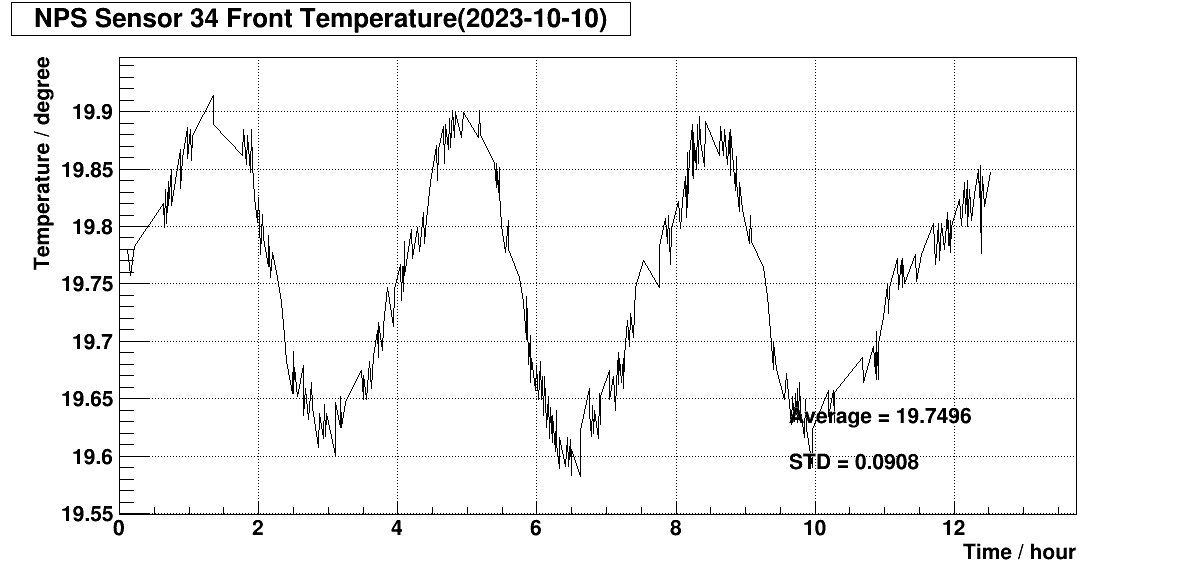 NPS Sensor 34 Front Temperature(2023-10-10)
Temperature / degree
19.9
19.85
19.8
19.75
19.7
19.65
19.6
19.55
Average = 19.7496
STD = 0.0908
0 2 4 6 8 10 12
Time / hour